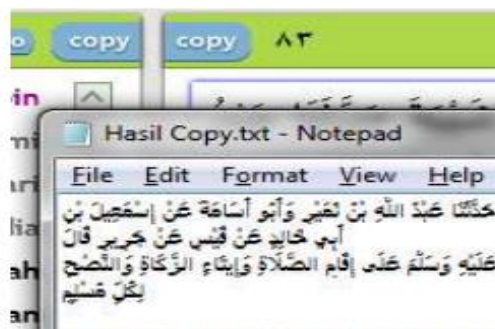 copy
copy ٨٣
Hasil Copy.txt - Notepad
File Edit Format View Help
حَدَّثَنَا عَبْدُ اللَّهِ بْنُ نُمَيْرٍ وَأَبُو أُسَامَةَ عَنْ إِسْمَعِيلَ بْنِ
أَبِي خَالِدٍ عَنْ قَيْسٍ عَنْ جَرِيرٍ قَالَ
عَلَيْهِ وَسَلَّمَ عَلَى إِقَامِ الصَّلَاةِ وَإِيتَاءِ الزَّكَاةِ وَالنُّصْحِ
لِكُلِّ مُسْلِمٍ